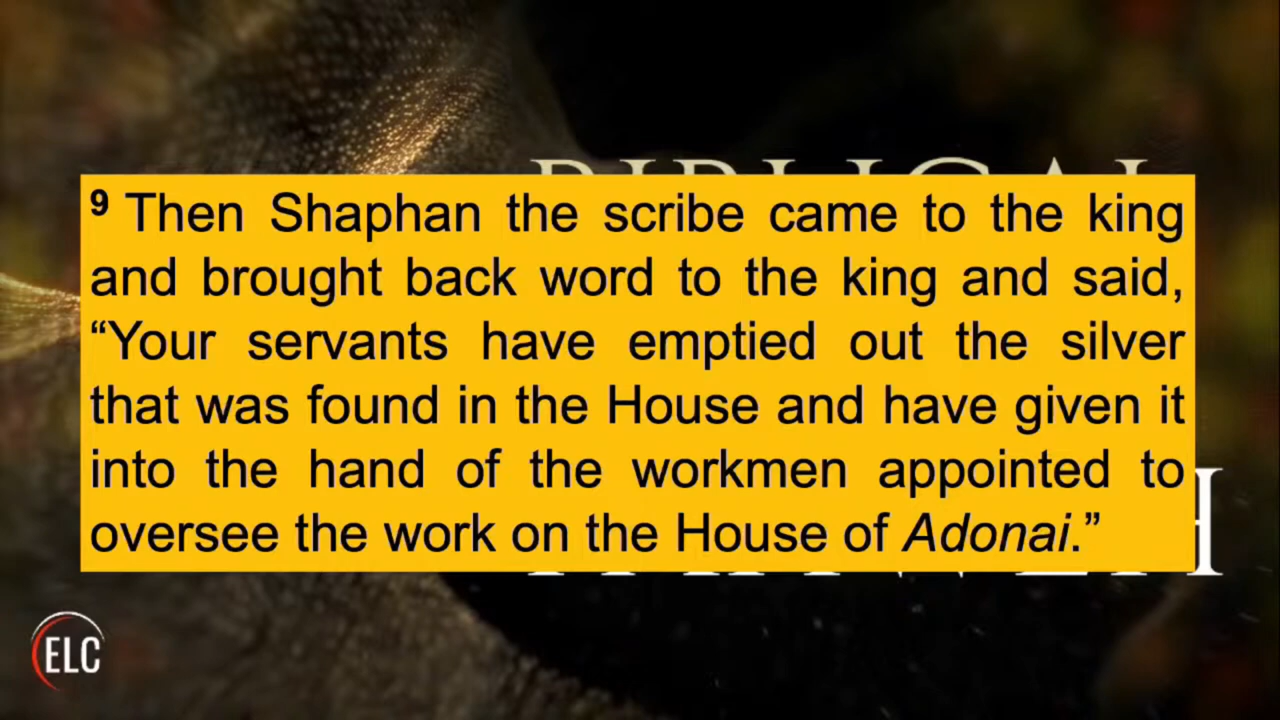 BIBLICAL
9 Then Shaphan the scribe came to the king
and brought back word to the king and said,
“Your servants have emptied out the silver
that was found in the House and have given it
into the hand of the workmen appointed to
oversee the work on the House of Adonai.”
ELC